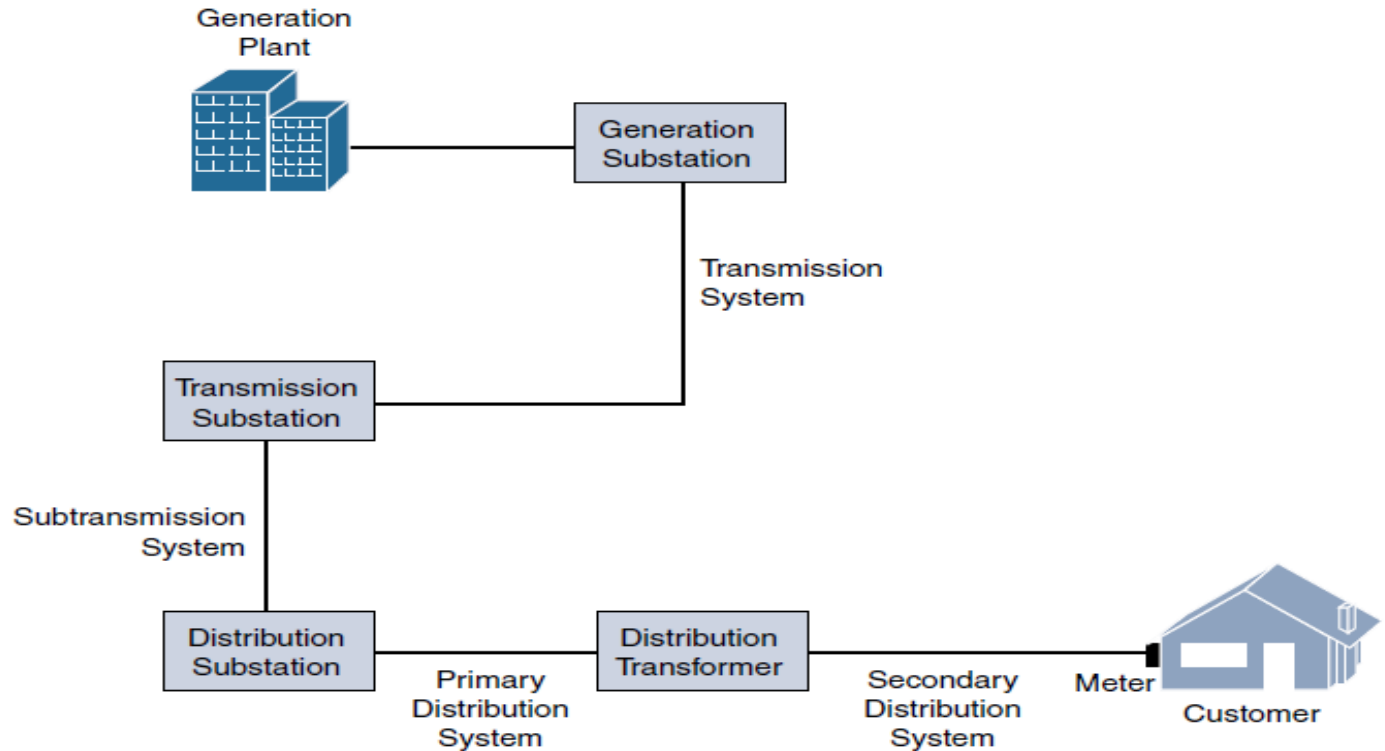 Generation
Plant
Generation
Substation
Transmission
System
Transmission
Substation
Subtransmission
System
Distribution
Substation
Primary
Distribution
System
Distribution
Transformer
Secondary
Distribution
System
Meter
Customer